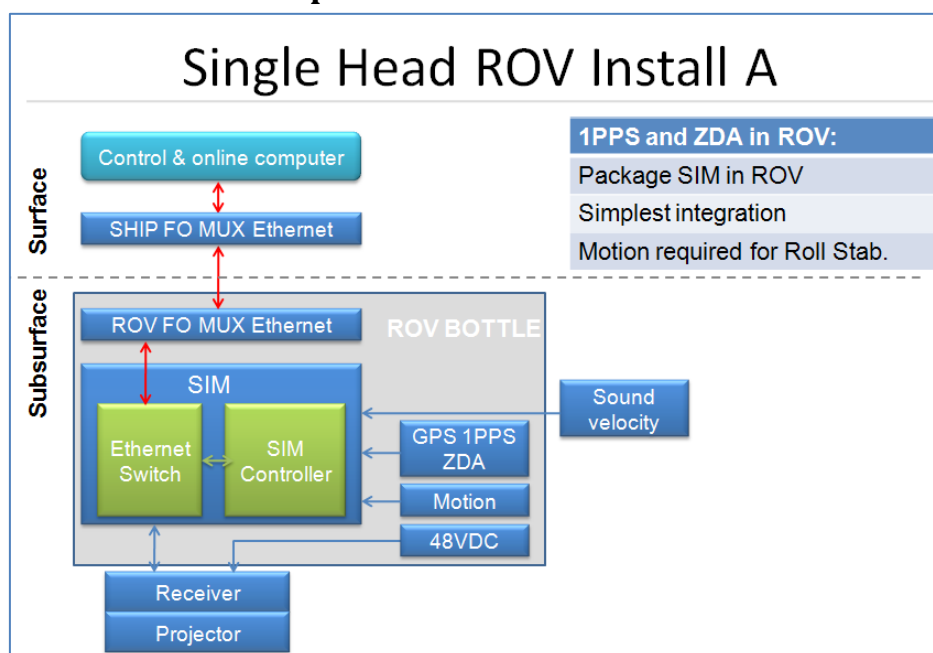 Single Head ROV Install A
Control & online computer
SHIP FO MUX Ethernet
1PPS and ZDA in ROV:
Package SIM in ROV
Simplest integration
Motion required for Roll Stab.
Surface
Subsurface
ROV FO MUX Ethernet
ROV BOTTLE
SIM
Ethernet
Switch
SIM
Controller
GPS 1PPS
ZDA
Motion
48VDC
Sound
velocity
Receiver
Projector